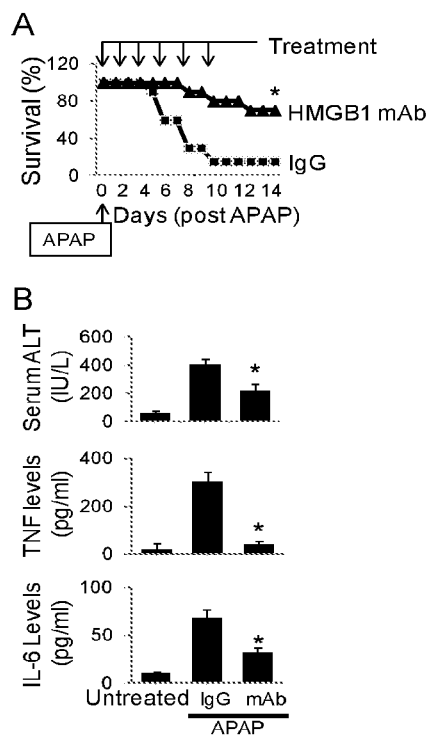 A
Treatment
120
80
40
0
Survival (%)
*
HMGB1 mAb
IgG
0 2 4 6 8 10 12 14
Days (post APAP)
APAP
B
600
400
200
0
Serum ALT
(IU/L)
*
400
200
0
TNF levels
(pg/ml)
*
100
50
0
IL-6 Levels
(pg/ml)
*
Untreated IgG mAb
APAP